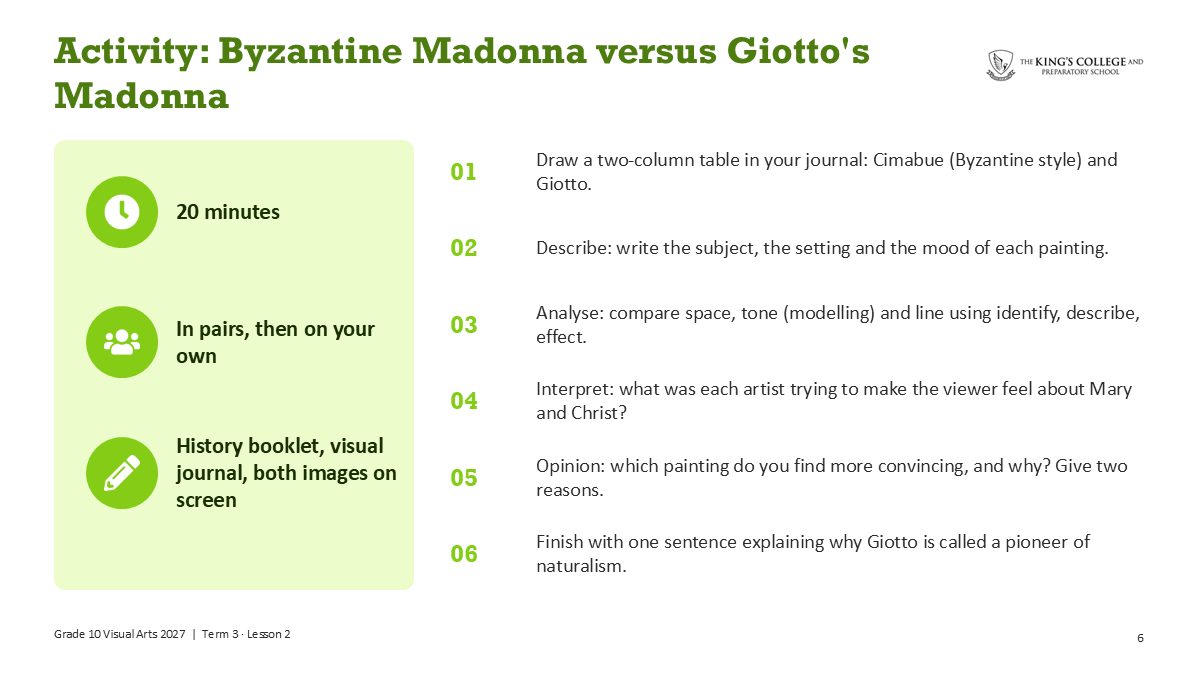 Activity: Byzantine Madonna versus Giotto's
Madonna
THE KING'S COLLEGE AND
PREPARATORY SCHOOL
20 minutes
In pairs, then on your
own
History booklet, visual
journal, both images on
screen
01
Draw a two-column table in your journal: Cimabue (Byzantine style) and
Giotto.
02
Describe: write the subject, the setting and the mood of each painting.
03
Analyse: compare space, tone (modelling) and line using identify, describe,
effect.
04
Interpret: what was each artist trying to make the viewer feel about Mary
and Christ?
05
Opinion: which painting do you find more convincing, and why? Give two
reasons.
06
Finish with one sentence explaining why Giotto is called a pioneer of
naturalism.
Grade 10 Visual Arts 2027 | Term 3 · Lesson 2
6